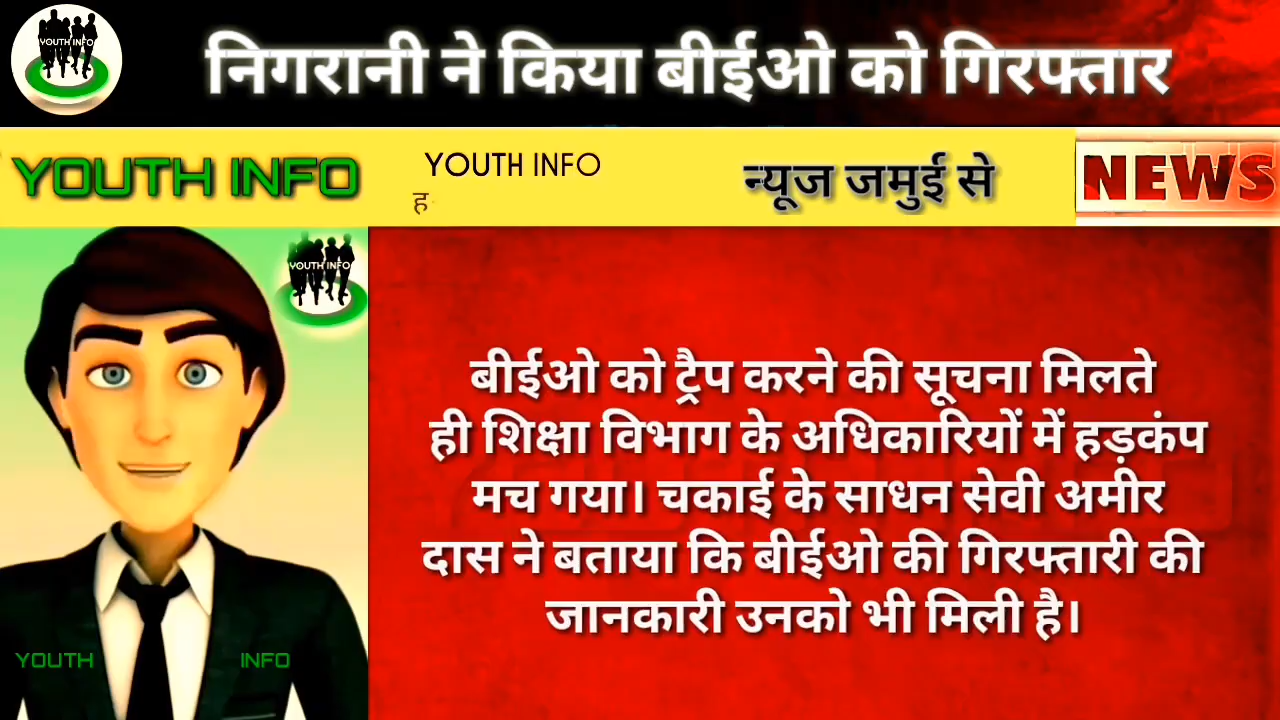 YOUTH INFO
निगरानी ने किया बीईओ को गिरफ्तार
YOUTH INFO
YOUTH INFO
ह
न्यूज जमुई से
NEWS
YOUTH INFO
बीईओ को ट्रैप करने की सूचना मिलते
ही शिक्षा विभाग के अधिकारियों में हड़कंप
मच गया। चकाई के साधन सेवी अमीर
दास ने बताया कि बीईओ की गिरफ्तारी की
जानकारी उनको भी मिली है।
YOUTH INFO